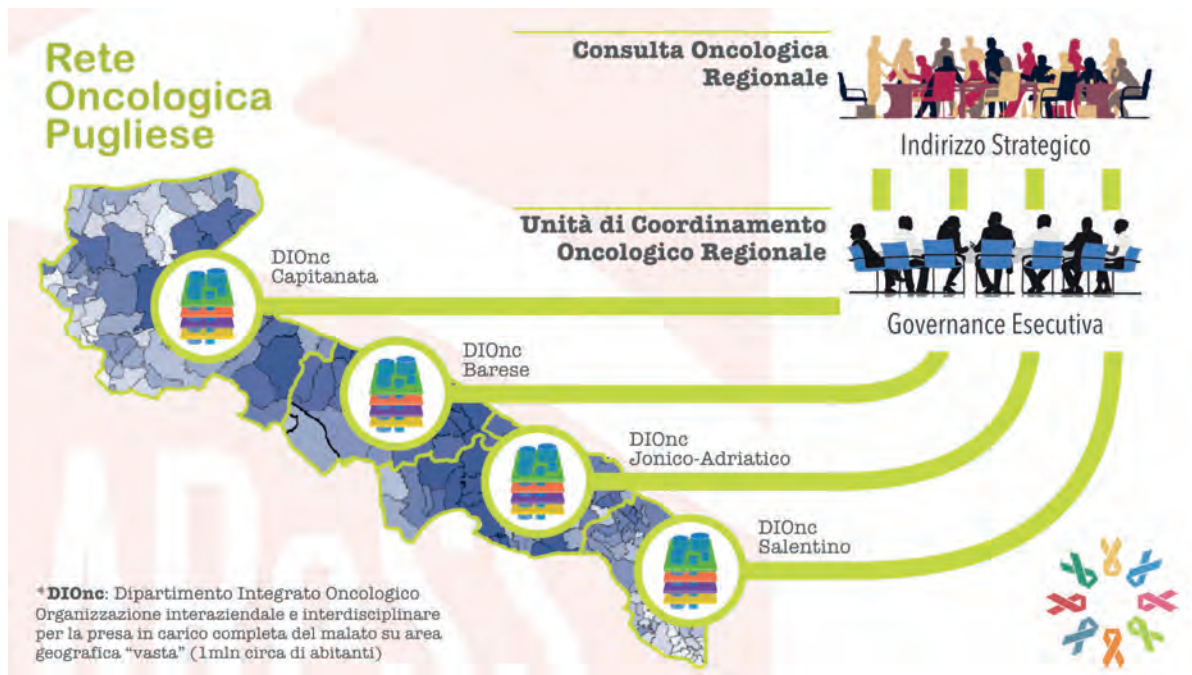 Rete
Oncologica
Pugliese
Consulta Oncologica
Regionale
Indirizzo Strategico
Unità di Coordinamento
Oncologico Regionale
Governance Esecutiva
DIOnc
Capitanata
DIOnc
Barese
DIOnc
Jonico-Adriatico
DIOnc
Salentino
*DIOnc: Dipartimento Integrato Oncologico
Organizzazione interaziendale e interdisciplinare
per la presa in carico completa del malato su area
geografica “vasta” (1mln circa di abitanti)